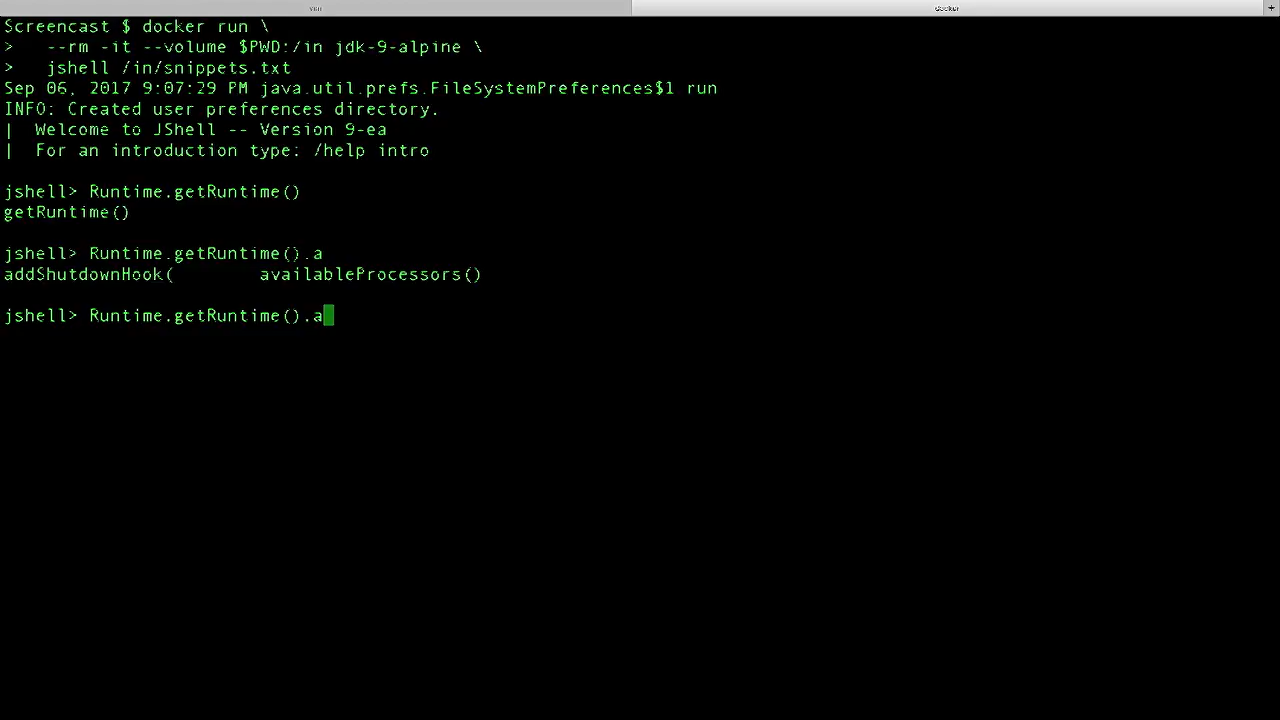 vim
docker
+
Screencast $ docker run \
>   --rm -it --volume $PWD:/in jdk-9-alpine \
>   jshell /in/snippets.txt
Sep 06, 2017 9:07:29 PM java.util.prefs.FileSystemPreferences$1 run
INFO: Created user preferences directory.
|  Welcome to JShell -- Version 9-ea
|  For an introduction type: /help intro
jshell> Runtime.getRuntime()
getRuntime()
jshell> Runtime.getRuntime().a
addShutdownHook(        availableProcessors()
jshell> Runtime.getRuntime().a